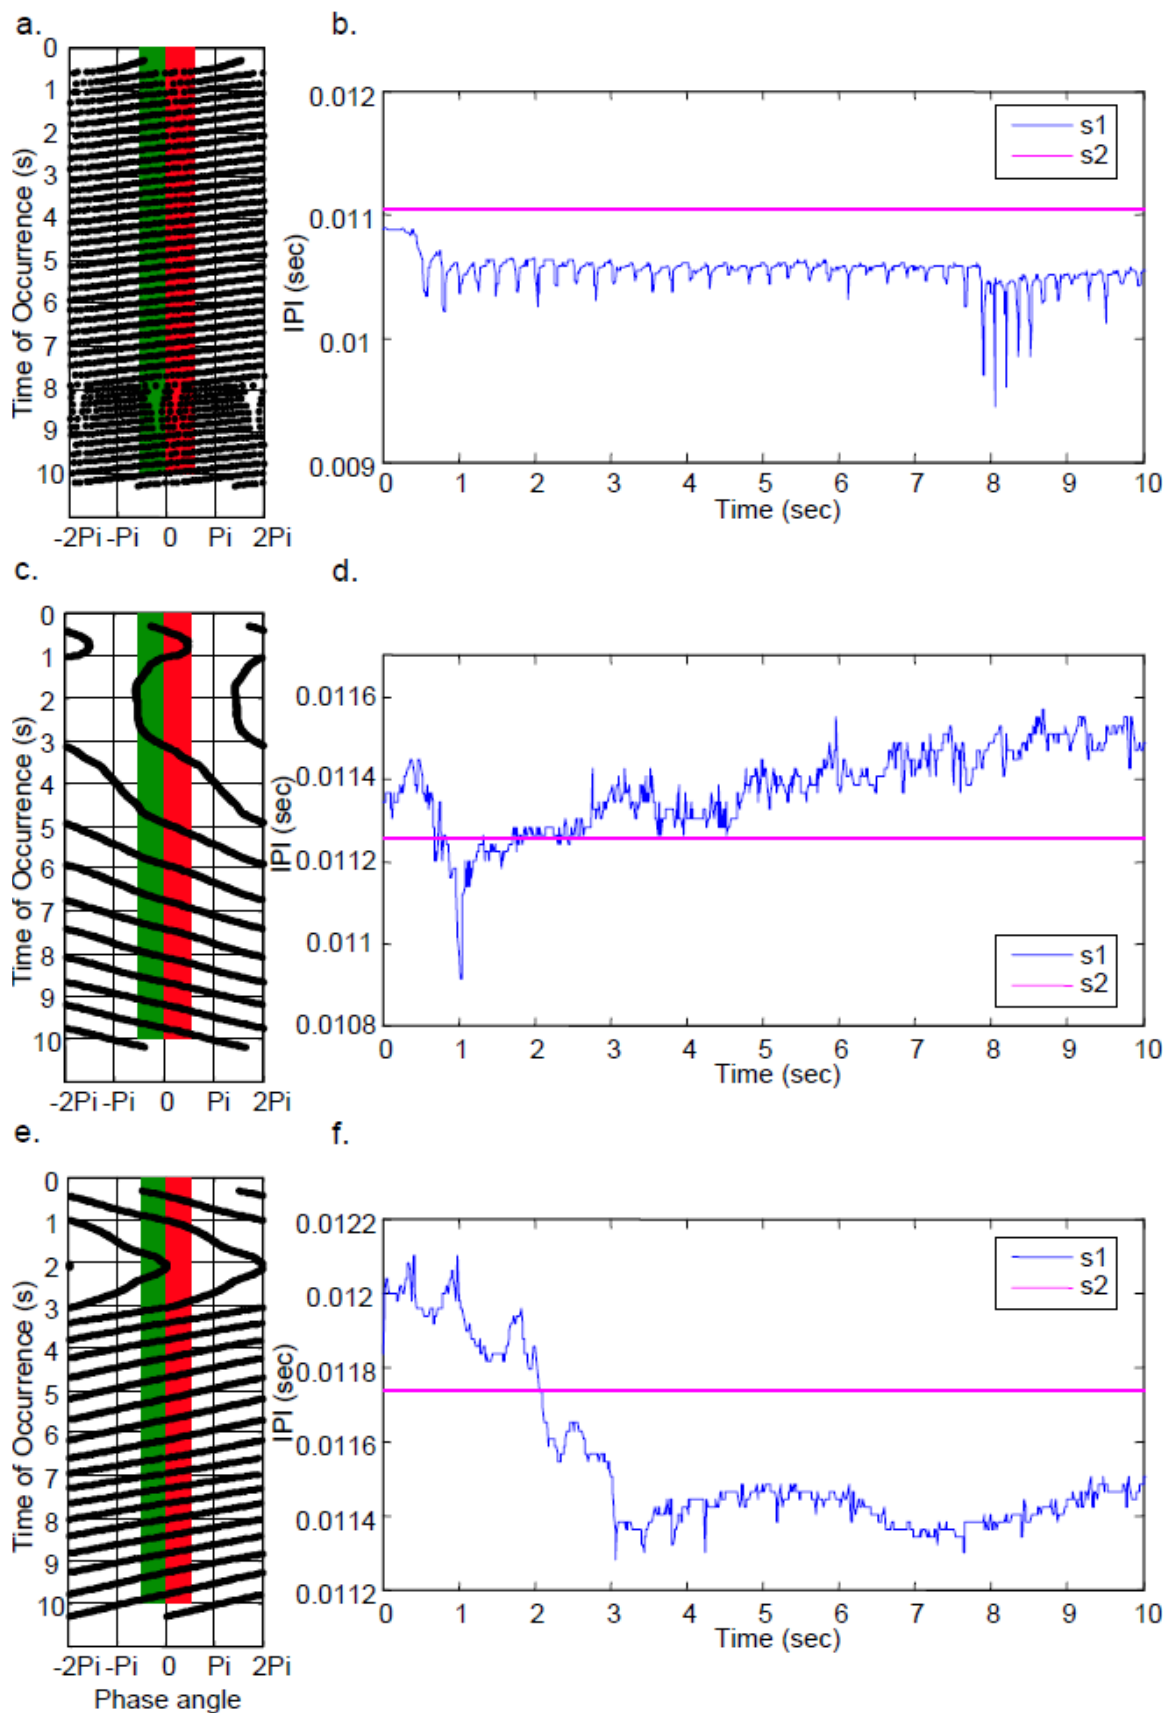 a.
0
1
2
3
4
5
6
7
8
9
10
Time of Occurrence (s)
-2Pi -Pi 0 Pi 2Pi
b.
0.012
0.011
0.01
0.009
IPI (sec)
s1
s2
0 1 2 3 4 5 6 7 8 9 10
Time (sec)
c.
0
1
2
3
4
5
6
7
8
9
10
Time of Occurrence (s)
-2Pi -Pi 0 Pi 2Pi
d.
0.0116
0.0114
0.0112
0.011
0.0108
IPI (sec)
s1
s2
0 1 2 3 4 5 6 7 8 9 10
Time (sec)
e.
0
1
2
3
4
5
6
7
8
9
10
Time of Occurrence (s)
-2Pi -Pi 0 Pi 2Pi
Phase angle
f.
0.0122
0.012
0.0118
0.0116
0.0114
0.0112
IPI (sec)
s1
s2
0 1 2 3 4 5 6 7 8 9 10
Time (sec)